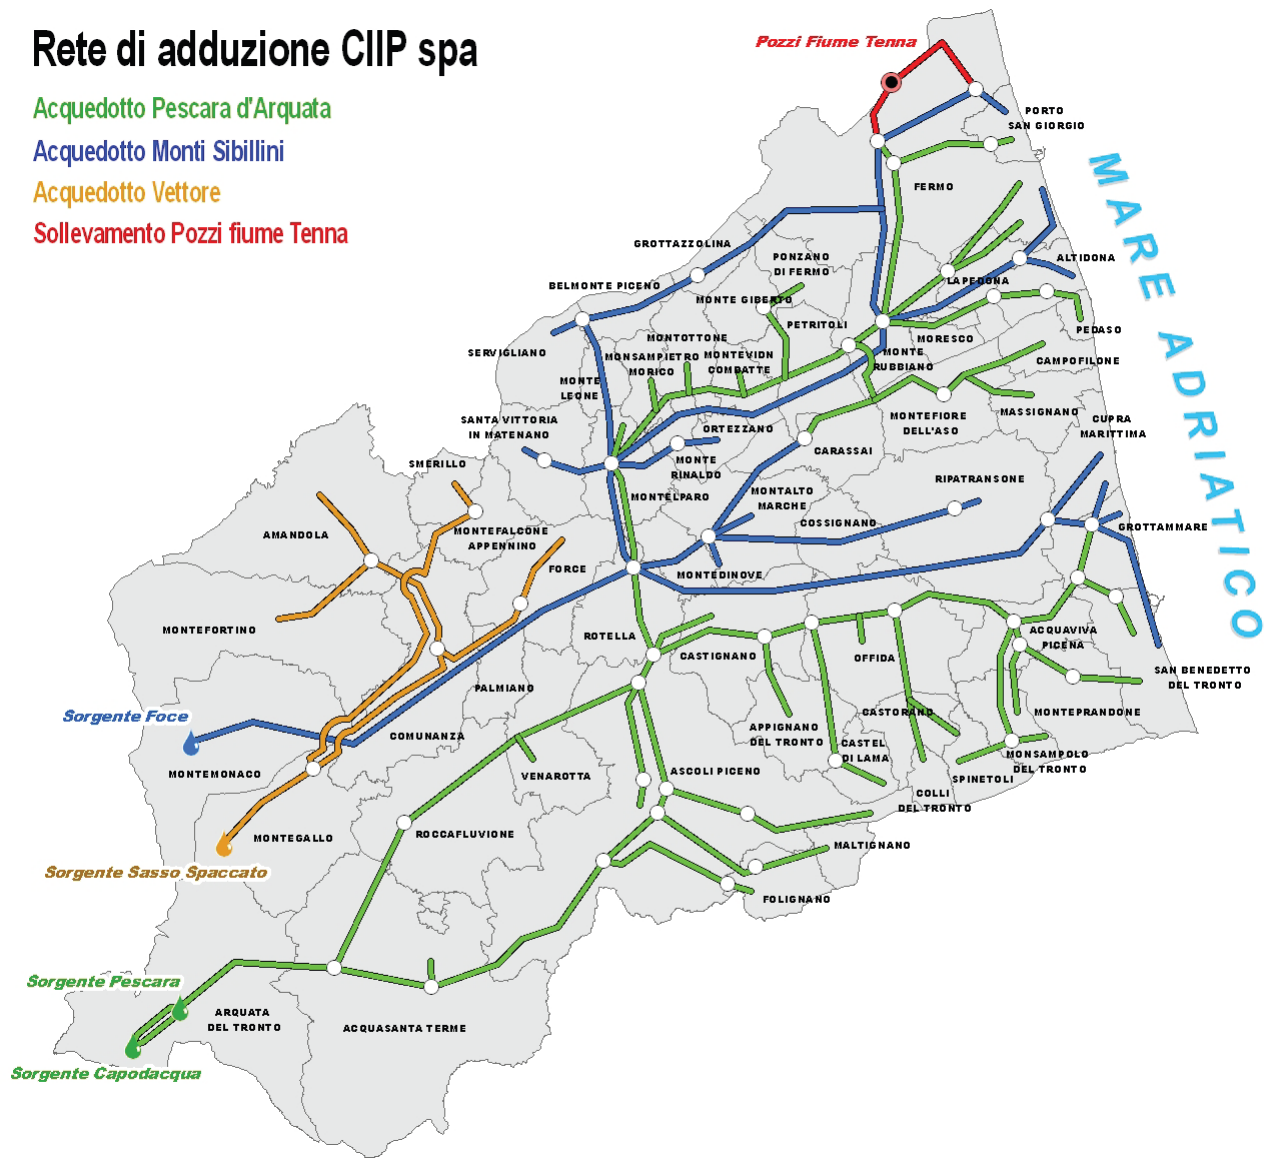 Rete di adduzione CIIP spa
Acquedotto Pescara d'Arquata
Acquedotto Monti Sibillini
Acquedotto Vettore
Sollevamento Pozzi fiume Tenna
Pozzi Fiume Tenna
PORTO
SAN GIORGIO
MARE ADRIATICO
FERMO
GROTTAZZOLINA
PONZANO
DI FERMO
ALTIDONA
LAPEDONA
BELMONTE PICENO
MONTE GIBERTO
PETRITOLI
PEDASO
MORESCO
MONTOTTONE
SERVIGLIANO
MONSAMPIETRO
MORICO
MONTEVIDN
COMBATTE
MONTE
RUBBIANO
CAMPOFILONE
MONTE
LEONE
MASSIGNANO
MONTEFIORE
DELL'ASO
CUPRA
MARITTIMA
SANTA VITTORIA
IN MATENANO
ORTEZZANO
CARASSAI
SMERILLO
MONTE
RINALDO
RIPATRANSONE
MONTELPARO
MONTALTO
MARCHE
COSSIGNANO
GROTTAMMARE
AMANDOLA
MONTEFALCONE
APPENNINO
FORCE
MONTEDINOVE
MONTEFORTINO
ROTELLA
CASTIGNANO
OFFIDA
ACQUAVIVA
PICENA
SAN BENEDETTO
DEL TRONTO
PALMIANO
Sorgente Foce
CASTORANO
MONTEPRANDONE
APPIGNANO
DEL TRONTO
COMUNANZA
CASTEL
DI LAMA
MONSAMPOLO
DEL TRONTO
MONTEMONACO
VENAROTTA
ASCOLI PICENO
SPINETOLI
COLLI
DEL TRONTO
MONTEGALLO
ROCCAFLUVIONE
MALTIGNANO
Sorgente Sasso Spaccato
FOLIGNANO
Sorgente Pescara
ARQUATA
DEL TRONTO
ACQUASANTA TERME
Sorgente Capodacqua